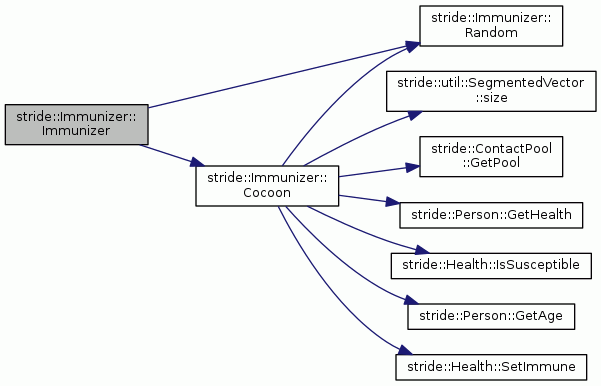 stride::Immunizer::
Immunizer
stride::Immunizer::
Cocoon
stride::Immunizer::
Random
stride::util::SegmentedVector
::size
stride::ContactPool
::GetPool
stride::Person::GetHealth
stride::Health::IsSusceptible
stride::Person::GetAge
stride::Health::SetImmune